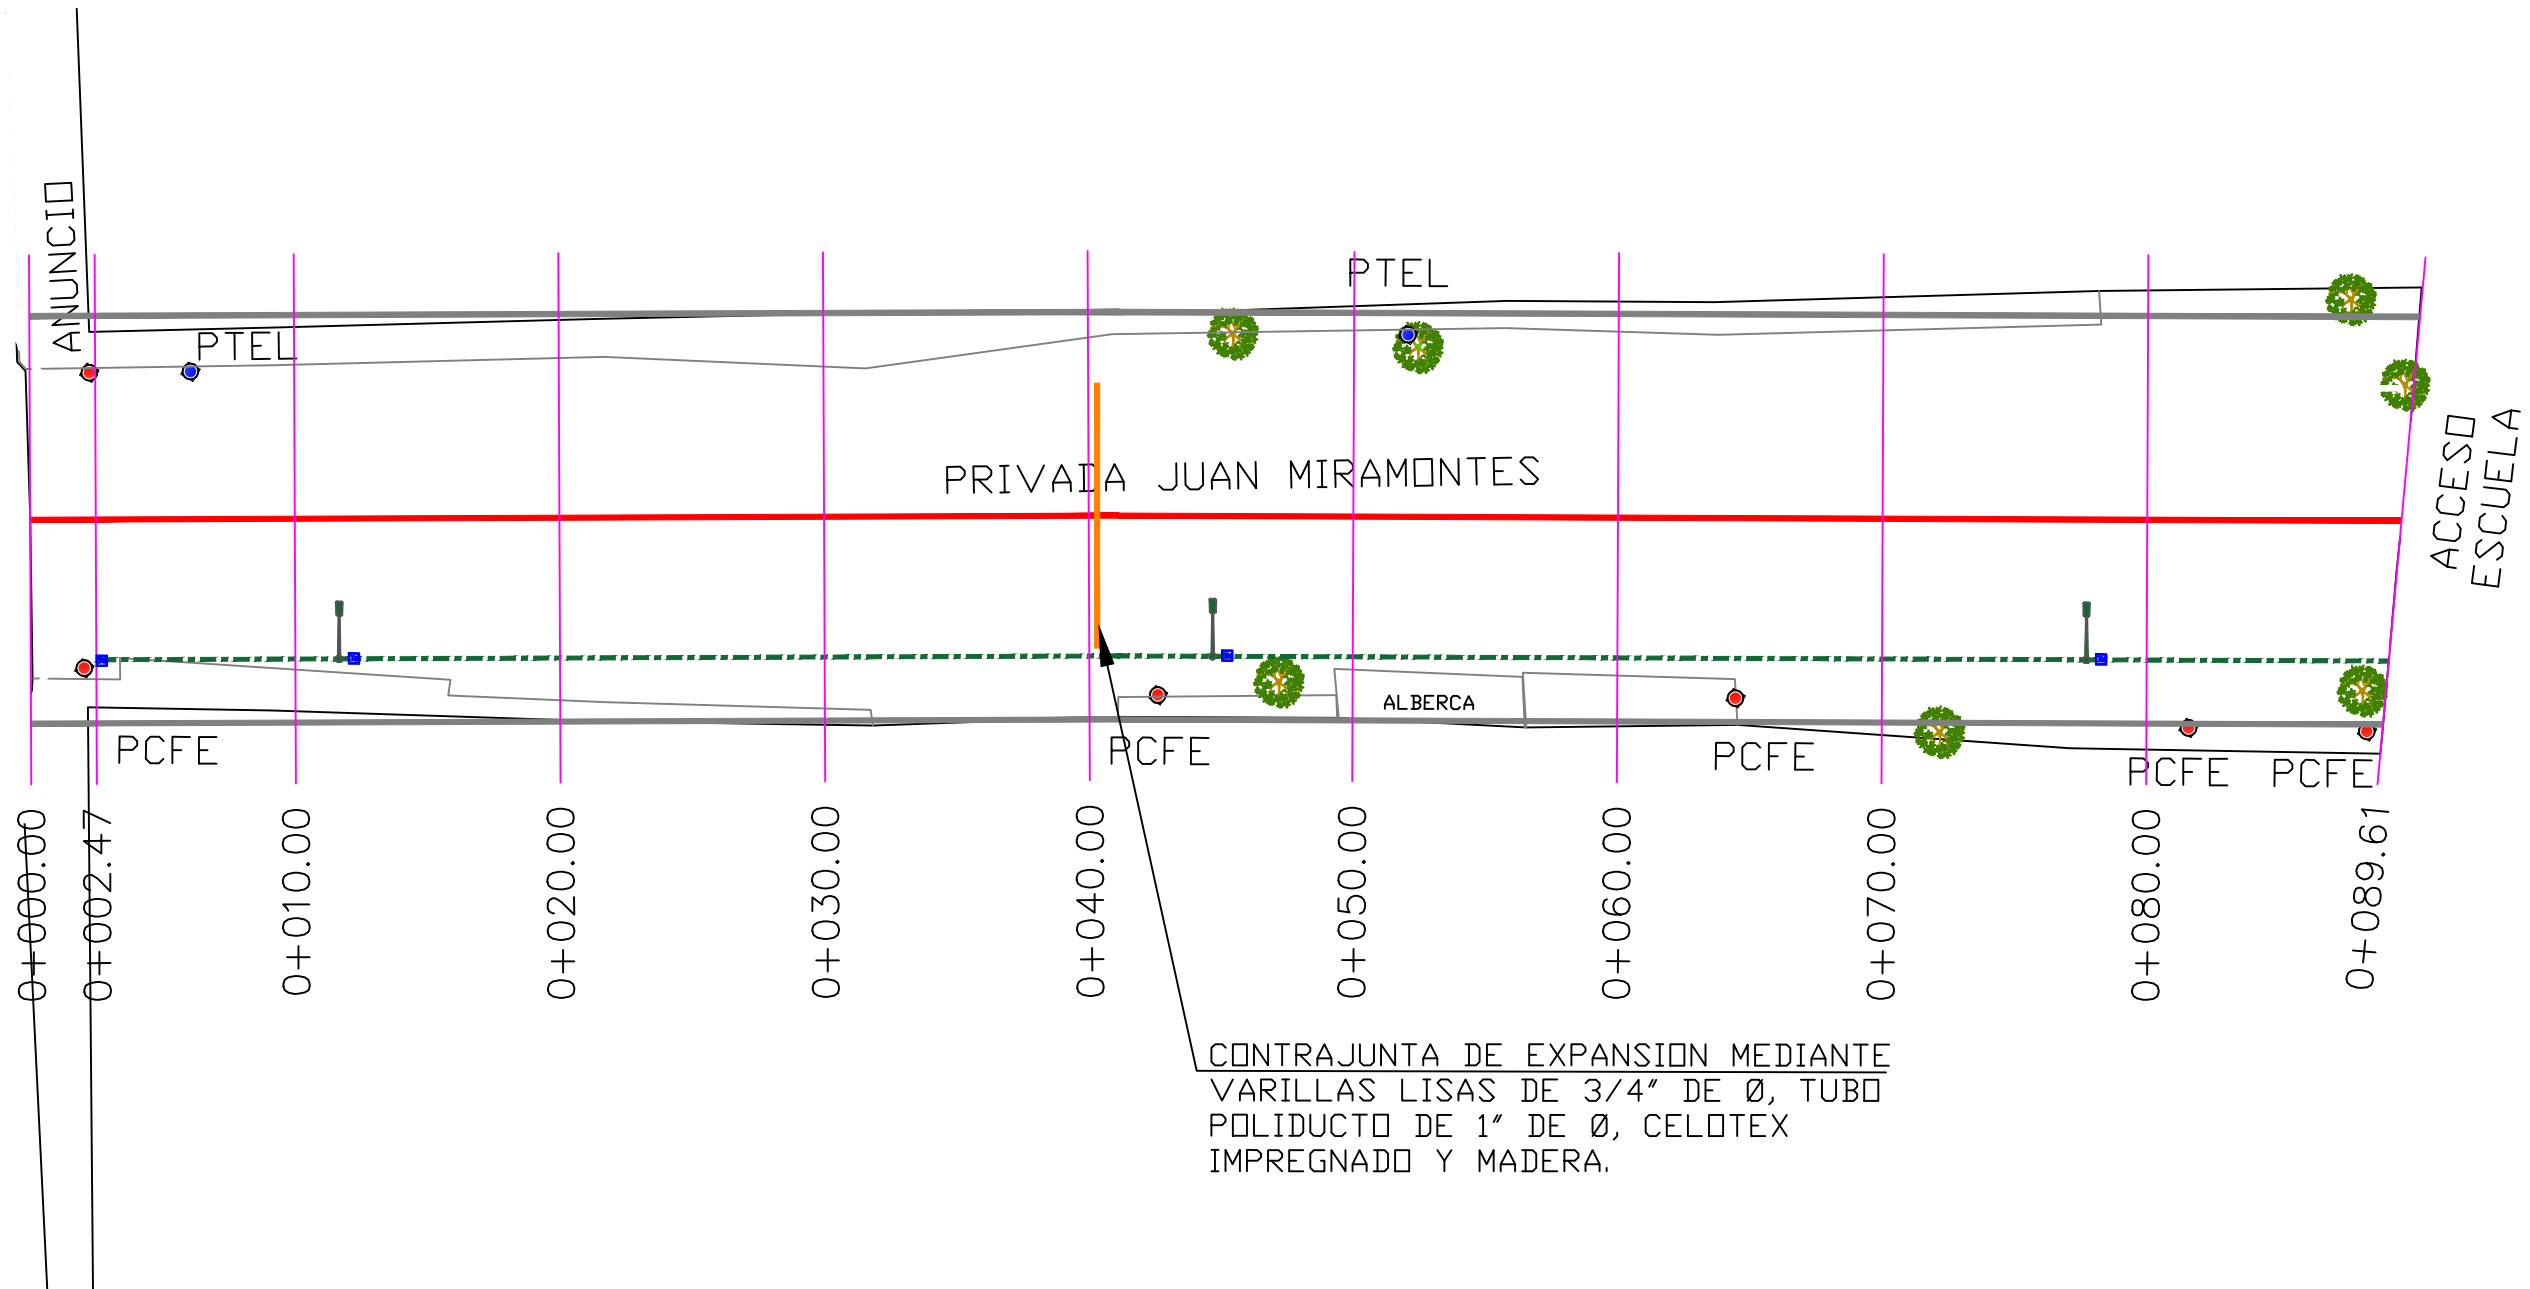 ANUNCIO
PTEL
PTEL
PRIVADA JUAN MIRAMONTES
ACCESO
ESCUELA
ALBERCA
PCFE
PCFE
PCFE
PCFE
PCFE
0+000.00
0+002.47
0+010.00
0+020.00
0+030.00
0+040.00
0+050.00
0+060.00
0+070.00
0+080.00
0+089.61
CONTRAJUNTA DE EXPANSION MEDIANTE
VARILLAS LISAS DE 3/4" DE Ø, TUBO
POLIDUCTO DE 1" DE Ø, CELOTEX
IMPREGNADO Y MADERA.